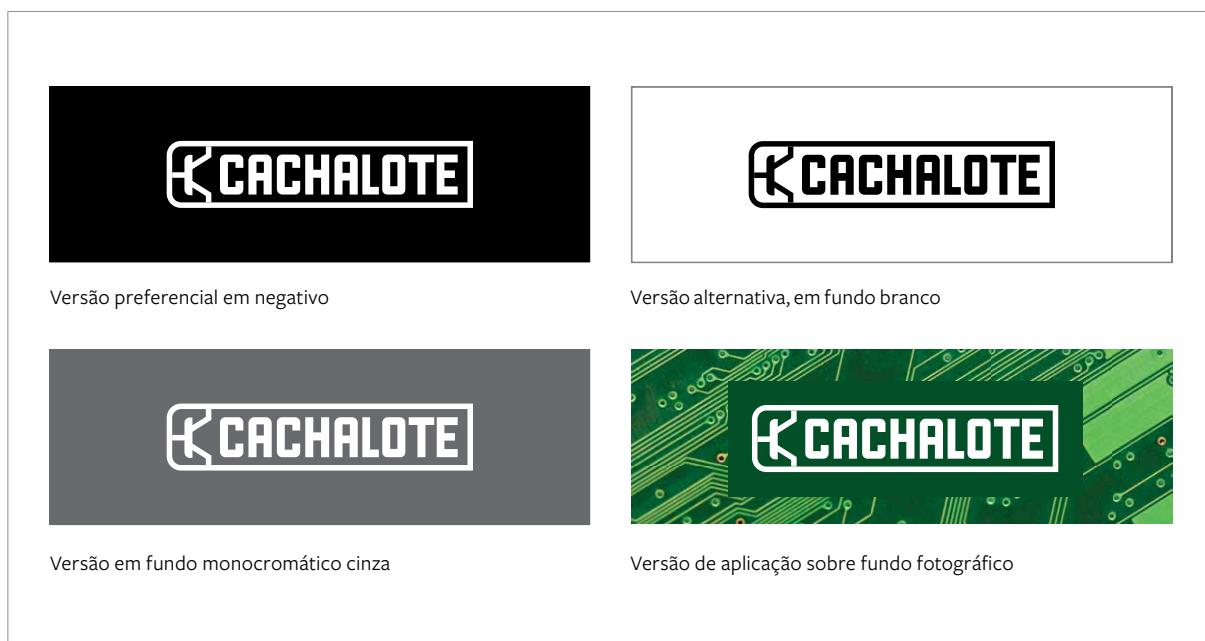 CACHALOTE
CACHALOTE
Versão preferencial em negativo
Versão alternativa, em fundo branco
CACHALOTE
CACHALOTE
Versão em fundo monocromático cinza
Versão de aplicação sobre fundo fotográfico